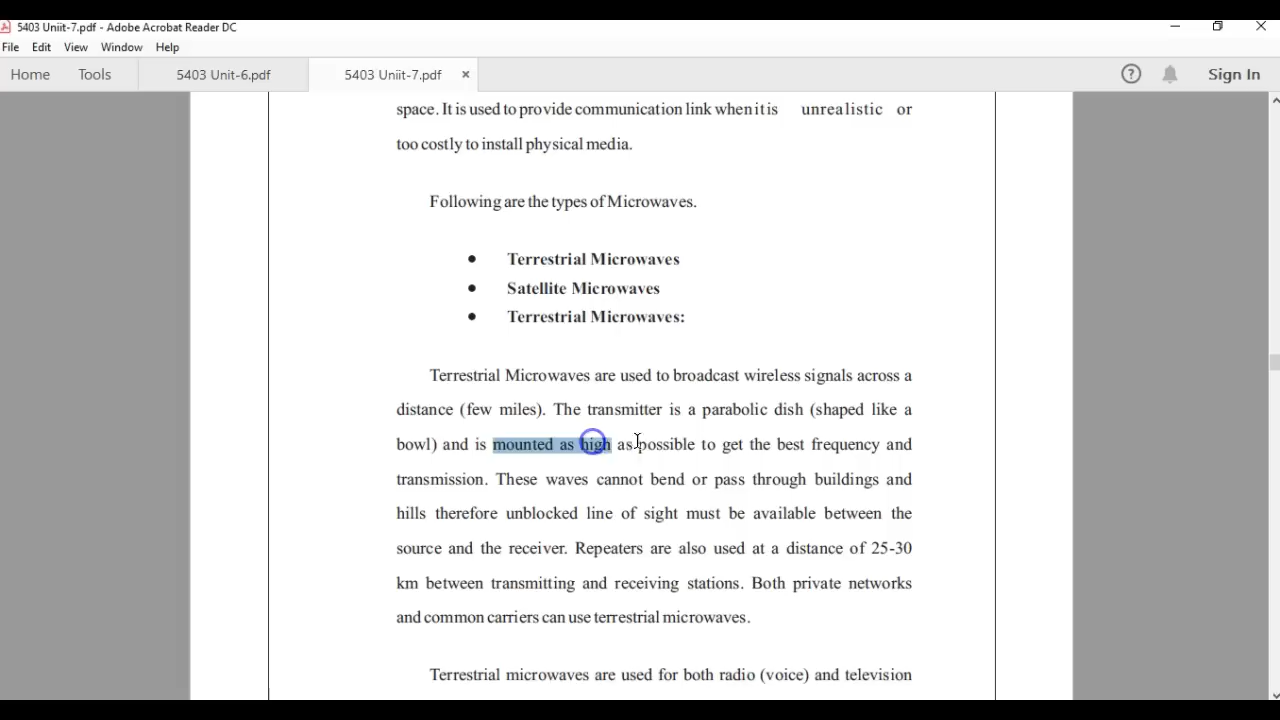 5403 Uniit-7.pdf - Adobe Acrobat Reader DC
File Edit View Window Help
Home Tools 5403 Unit-6.pdf 5403 Uniit-7.pdf × ? Sign In
space. It is used to provide communication link when it is unrealistic or
too costly to install physical media.
Following are the types of Microwaves.
• Terrestrial Microwaves
• Satellite Microwaves
• Terrestrial Microwaves:
Terrestrial Microwaves are used to broadcast wireless signals across a
distance (few miles). The transmitter is a parabolic dish (shaped like a
bowl) and is mounted as high as possible to get the best frequency and
transmission. These waves cannot bend or pass through buildings and
hills therefore unblocked line of sight must be available between the
source and the receiver. Repeaters are also used at a distance of 25-30
km between transmitting and receiving stations. Both private networks
and common carriers can use terrestrial microwaves.
Terrestrial microwaves are used for both radio (voice) and television